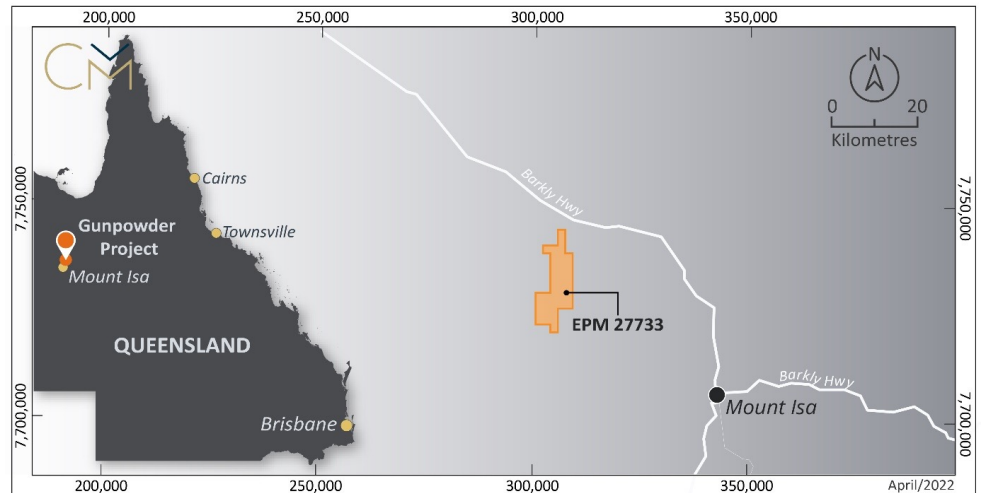 200,000
250,000
300,000
350,000
CM
N
0 20
Kilometres
Barkly Hwy
Cairns
7,750,000
7,750,000
Gunpowder
Project
Townsville
Mount Isa
EPM 27733
QUEENSLAND
Barkly Hwy
Mount Isa
7,700,000
7,700,000
Brisbane
200,000
250,000
300,000
350,000
April/2022